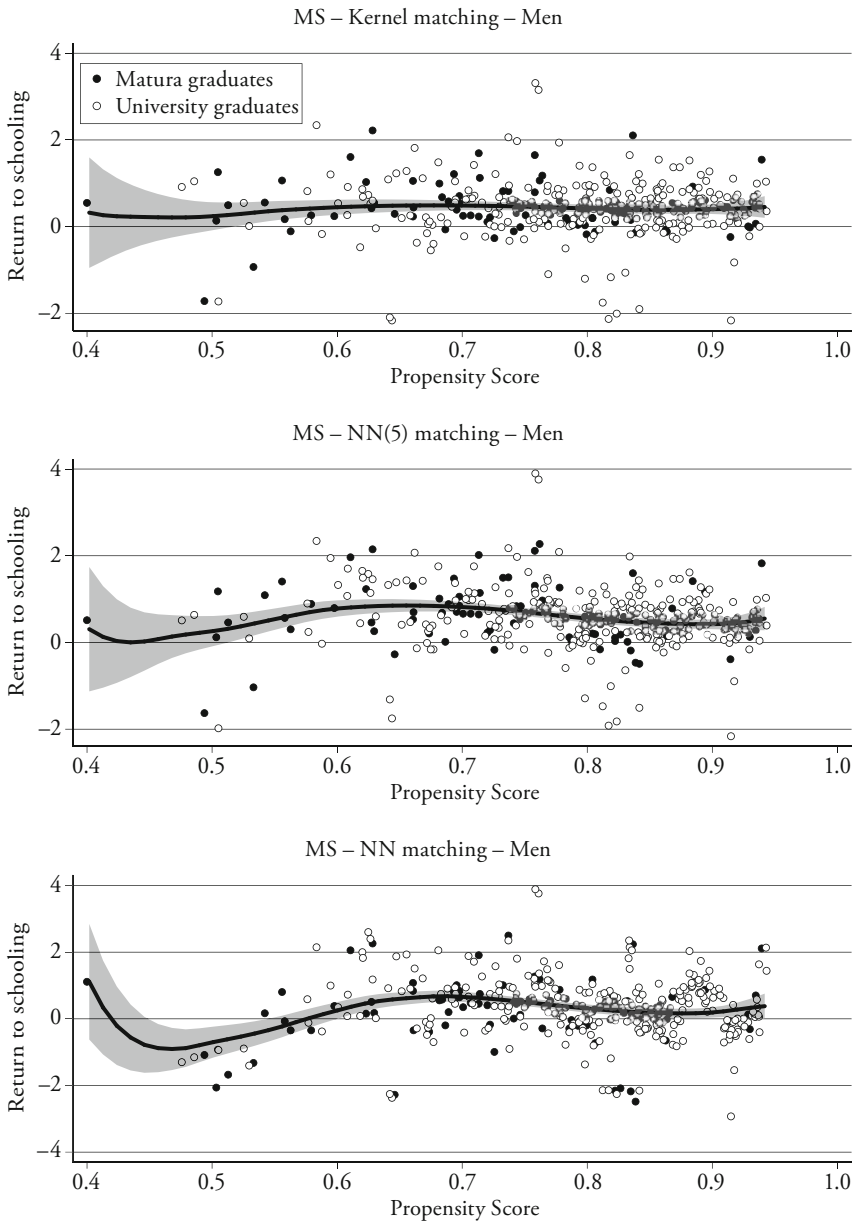 MS – Kernel matching – Men
4
2
0
–2
Return to schooling
Matura graduates
University graduates
0.4 0.5 0.6 0.7 0.8 0.9 1.0
Propensity Score
MS – NN(5) matching – Men
4
2
0
–2
Return to schooling
0.4 0.5 0.6 0.7 0.8 0.9 1.0
Propensity Score
MS – NN matching – Men
4
2
0
–2
–4
Return to schooling
0.4 0.5 0.6 0.7 0.8 0.9 1.0
Propensity Score